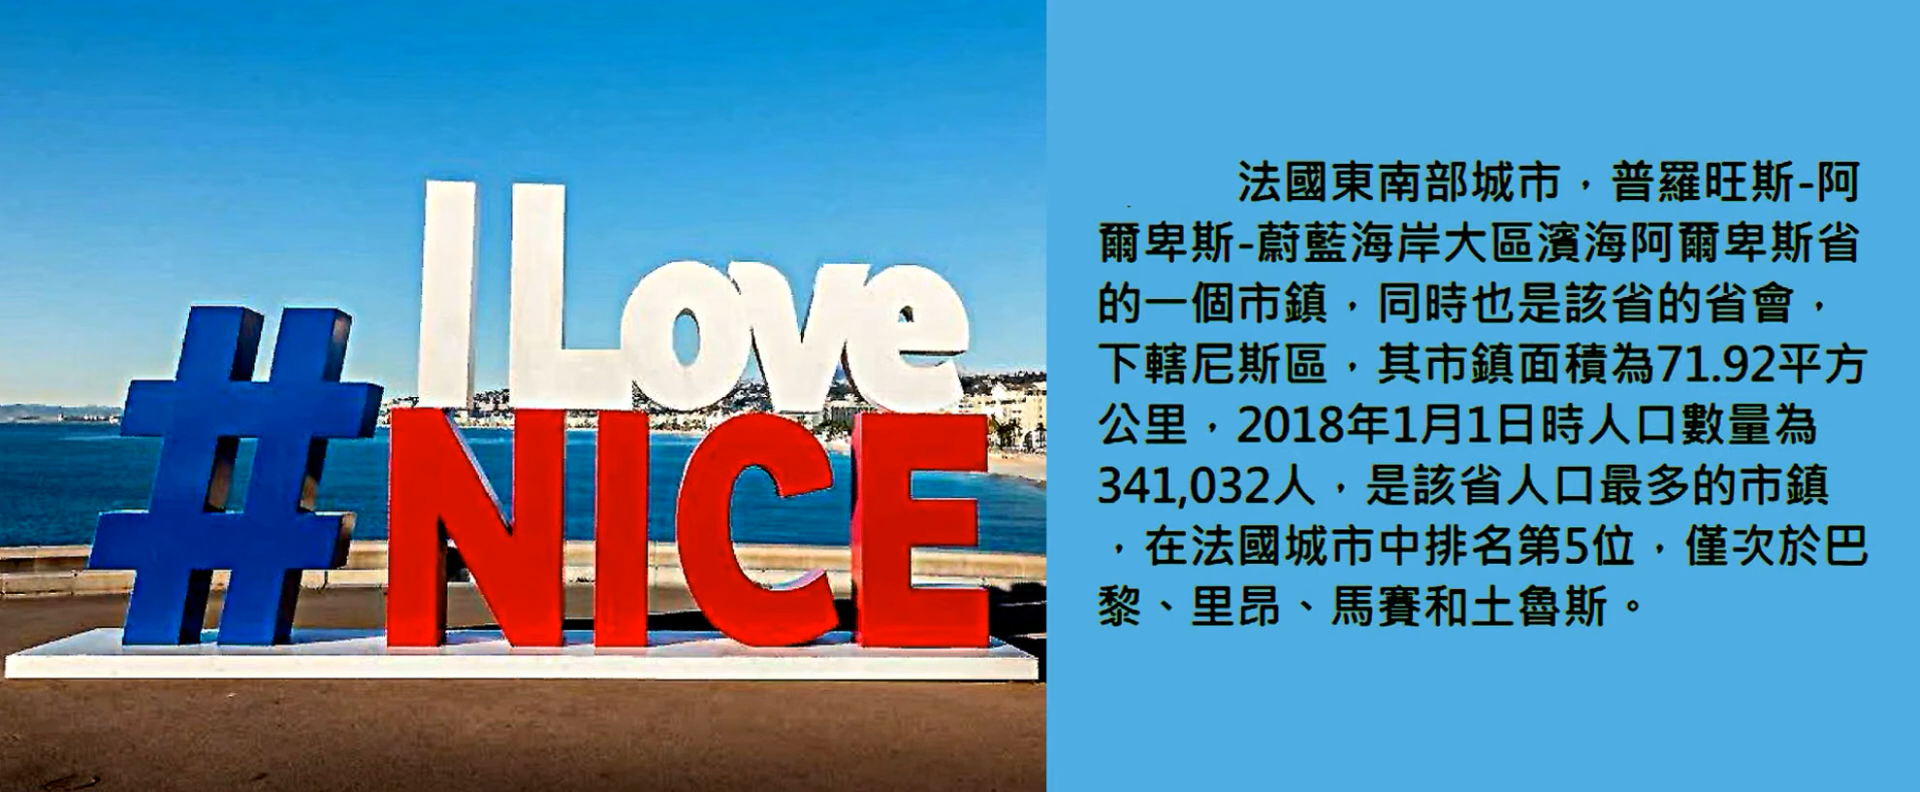 # I Love
NICE
法國東南部城市，普羅旺斯-阿
爾卑斯-蔚藍海岸大區濱海阿爾卑斯省
的一個市鎮，同時也是該省的省會，
下轄尼斯區，其市鎮面積為71.92平方
公里，2018年1月1日時人口數量為
341,032人，是該省人口最多的市鎮
，在法國城市中排名第5位，僅次於巴
黎、里昂、馬賽和土魯斯。